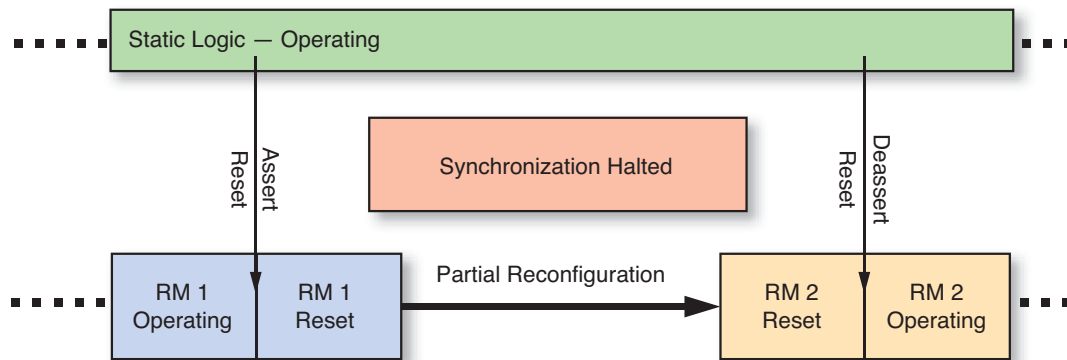 Static Logic — Operating
Assert
Reset
Synchronization Halted
Deassert
Reset
RM 1
Operating
RM 1
Reset
Partial Reconfiguration
RM 2
Reset
RM 2
Operating